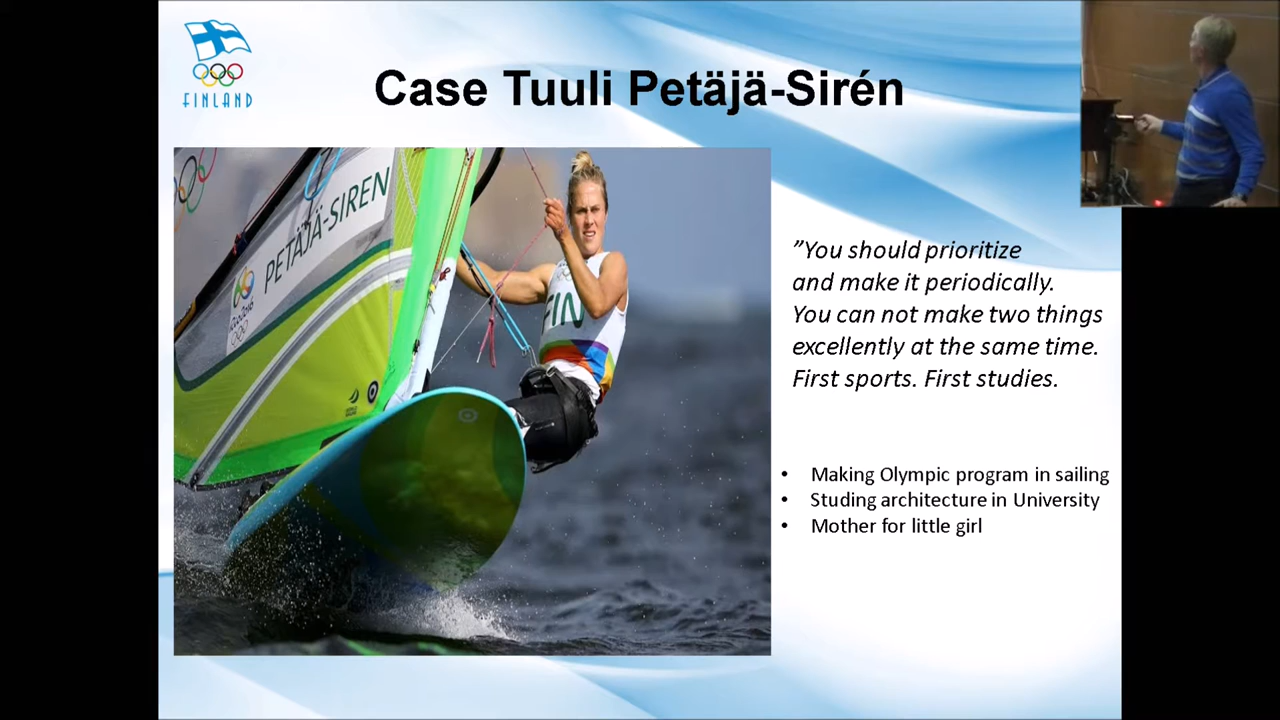 FINLAND
Case Tuuli Petäjä-Sirén
PETÄJÄ-SIREN
Rio2016
FIN
”You should prioritize
and make it periodically.
You can not make two things
excellently at the same time.
First sports. First studies.
• Making Olympic program in sailing
• Studing architecture in University
• Mother for little girl